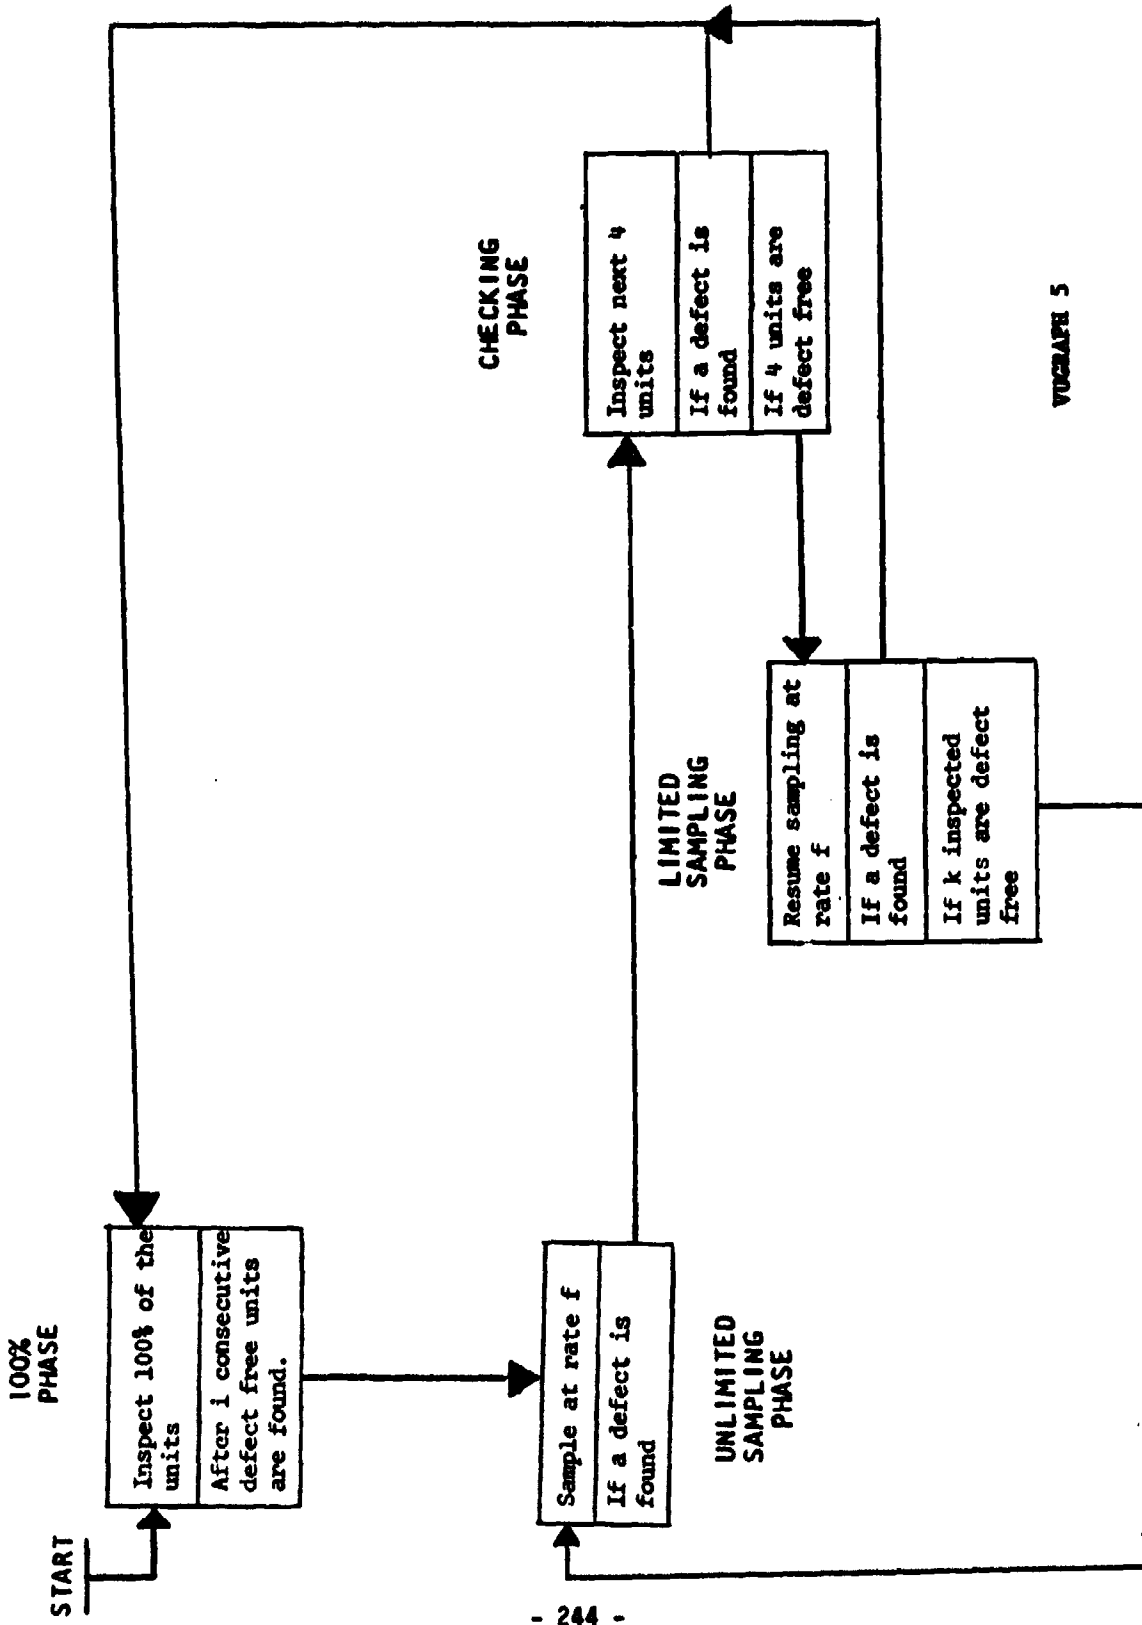 START
100%
PHASE
Inspect 100% of the
units
After i consecutive
defect free units
are found.
Sample at rate f
If a defect is
found
UNLIMITED
SAMPLING
PHASE
CHECKING
PHASE
Inspect next 4
units
If a defect is
found
If 4 units are
defect free
LIMITED
SAMPLING
PHASE
Resume sampling at
rate f
If a defect is
found
If k inspected
units are defect
free
VUGRAPH 5
- 244 -